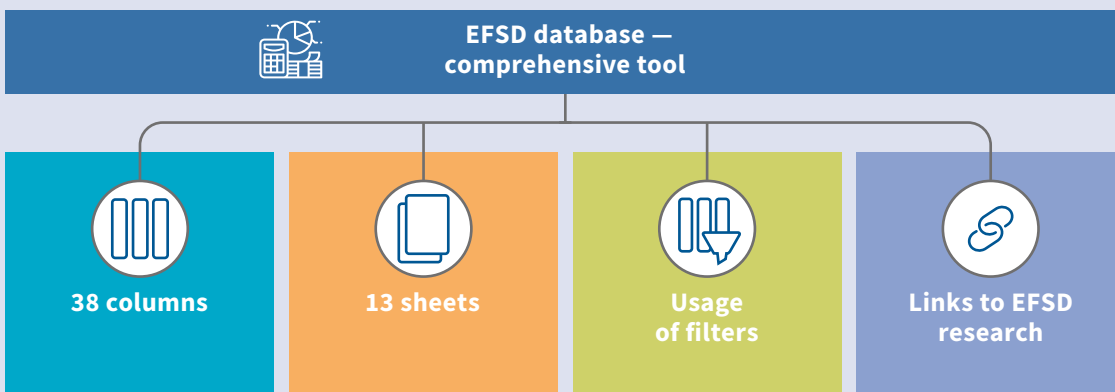 EFSD database —
comprehensive tool
38 columns
13 sheets
Usage
of filters
Links to EFSD
research